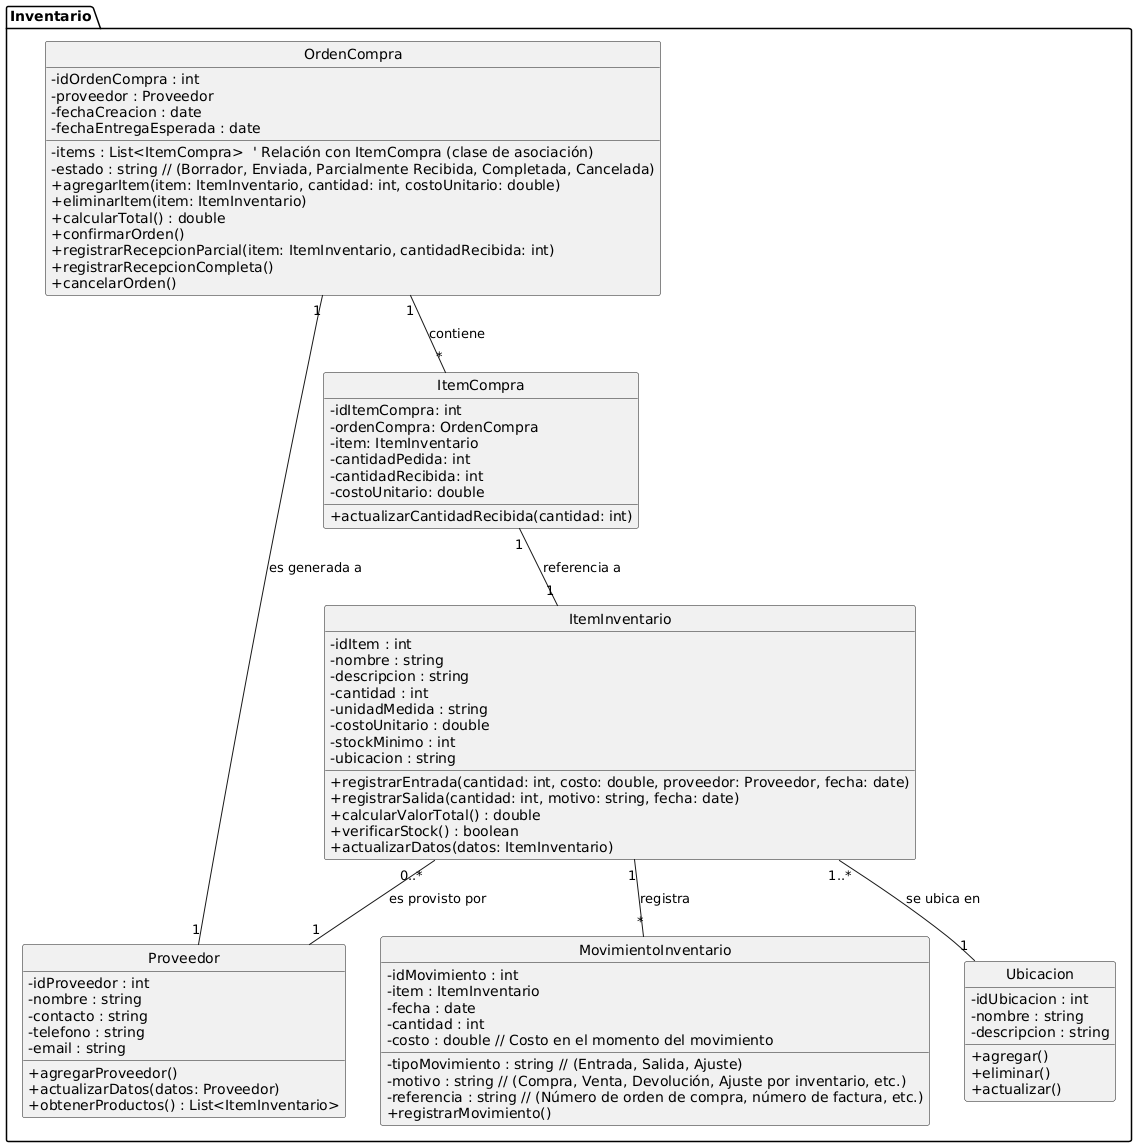 Inventario
OrdenCompra
-idOrdenCompra : int
-proveedor : Proveedor
-fechaCreacion : date
-fechaEntregaEsperada : date
-items : List<ItemCompra>  ' Relación con ItemCompra (clase de asociación)
-estado : string // (Borrador, Enviada, Parcialmente Recibida, Completada, Cancelada)
+agregarItem(item: ItemInventario, cantidad: int, costoUnitario: double)
+eliminarItem(item: ItemInventario)
+calcularTotal() : double
+confirmarOrden()
+registrarRecepcionParcial(item: ItemInventario, cantidadRecibida: int)
+registrarRecepcionCompleta()
+cancelarOrden()
1
1
contiene
*
ItemCompra
-idItemCompra: int
-ordenCompra: OrdenCompra
-item: ItemInventario
-cantidadPedida: int
-cantidadRecibida: int
-costoUnitario: double
+actualizarCantidadRecibida(cantidad: int)
1
es generada a
referencia a
1
ItemInventario
-idItem : int
-nombre : string
-descripcion : string
-cantidad : int
-unidadMedida : string
-costoUnitario : double
-stockMinimo : int
-ubicacion : string
+registrarEntrada(cantidad: int, costo: double, proveedor: Proveedor, fecha: date)
+registrarSalida(cantidad: int, motivo: string, fecha: date)
+calcularValorTotal() : double
+verificarStock() : boolean
+actualizarDatos(datos: ItemInventario)
0..*
1
1..*
es provisto por
registra
se ubica en
1
1
*
1
Proveedor
-idProveedor : int
-nombre : string
-contacto : string
-telefono : string
-email : string
+agregarProveedor()
+actualizarDatos(datos: Proveedor)
+obtenerProductos() : List<ItemInventario>
MovimientoInventario
-idMovimiento : int
-item : ItemInventario
-fecha : date
-cantidad : int
-costo : double // Costo en el momento del movimiento
-tipoMovimiento : string // (Entrada, Salida, Ajuste)
-motivo : string // (Compra, Venta, Devolución, Ajuste por inventario, etc.)
-referencia : string // (Número de orden de compra, número de factura, etc.)
+registrarMovimiento()
Ubicacion
-idUbicacion : int
-nombre : string
-descripcion : string
+agregar()
+eliminar()
+actualizar()